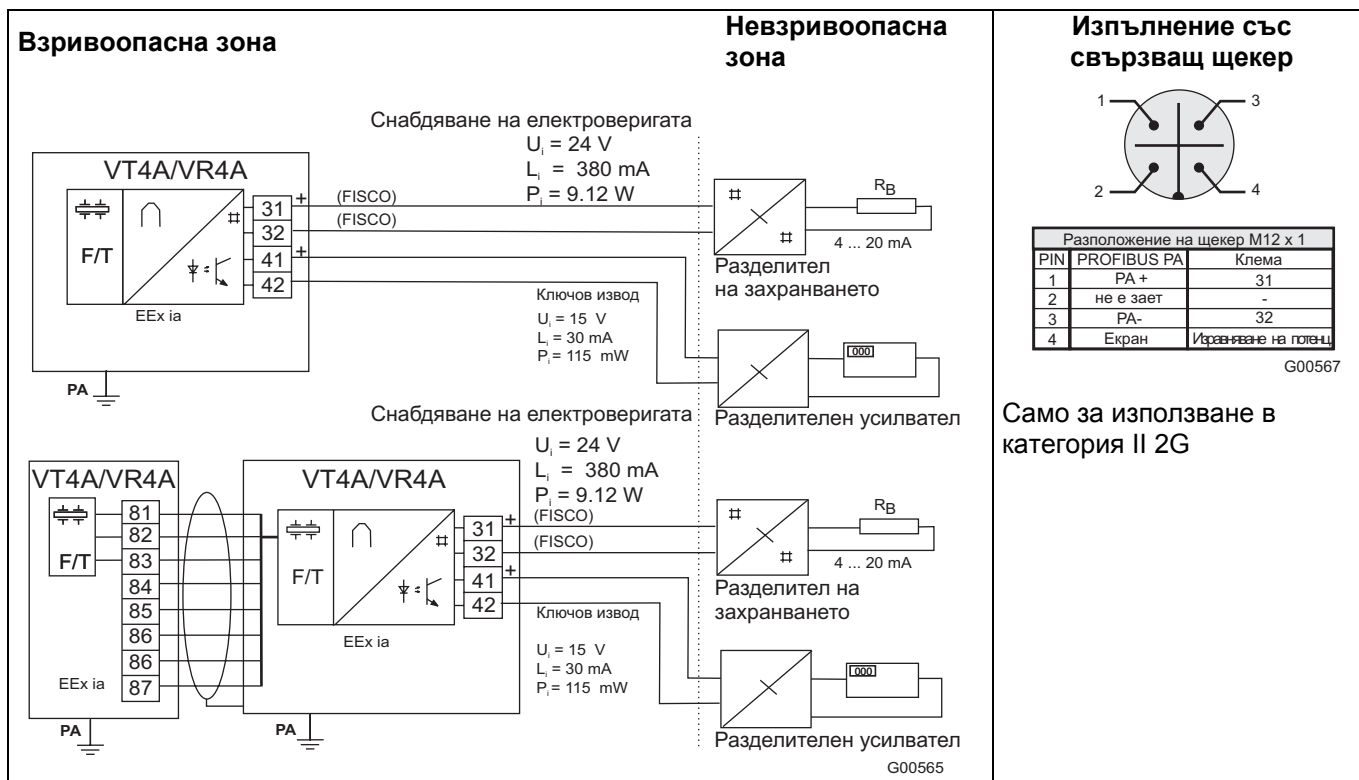 Взривоопасна зона
Невзривоопасна
зона
Снабдяване на електроверигата
Uᵢ = 24 V
Lᵢ = 380 mA
Pᵢ = 9.12 W
VT4A/VR4A
F/T
EEx ia
31 +
32
41 +
42
(FISCO)
(FISCO)
RB
4 ... 20 mA
Разделител
на захранването
Ключов извод
Uᵢ = 15 V
Lᵢ = 30 mA
Pᵢ = 115 mW
000
Разделителен усилвател
PA
Снабдяване на електроверигата
Uᵢ = 24 V
Lᵢ = 380 mA
Pᵢ = 9.12 W
VT4A/VR4A
F/T
81
82
83
84
85
86
86
87
EEx ia
PA
VT4A/VR4A
F/T
EEx ia
31 +
32
41 +
42
(FISCO)
(FISCO)
RB
4 ... 20 mA
Разделител на
захранването
Ключов извод
Uᵢ = 15 V
Lᵢ = 30 mA
Pᵢ = 115 mW
000
Разделителен усилвател
PA
G00565
Изпълнение със
свързващ щекер
1 3
2 4
Разположение на щекер M12 x 1
PIN PROFIBUS PA Клема
1 PA + 31
2 не е зает -
3 PA- 32
4 Екран Изравняване на потенц.
G00567
Само за използване в
категория II 2G